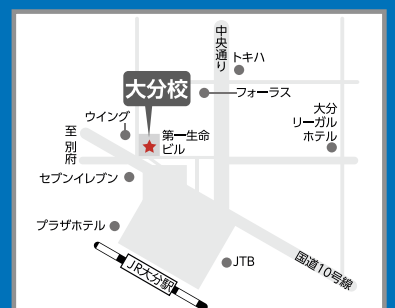 中央通り
トキハ
大分校
フォーラス
ウイング
大分
リーガル
ホテル
至 別府
第一生命
ビル
セブンイレブン
プラザホテル
JR大分駅
JTB
国道10号線